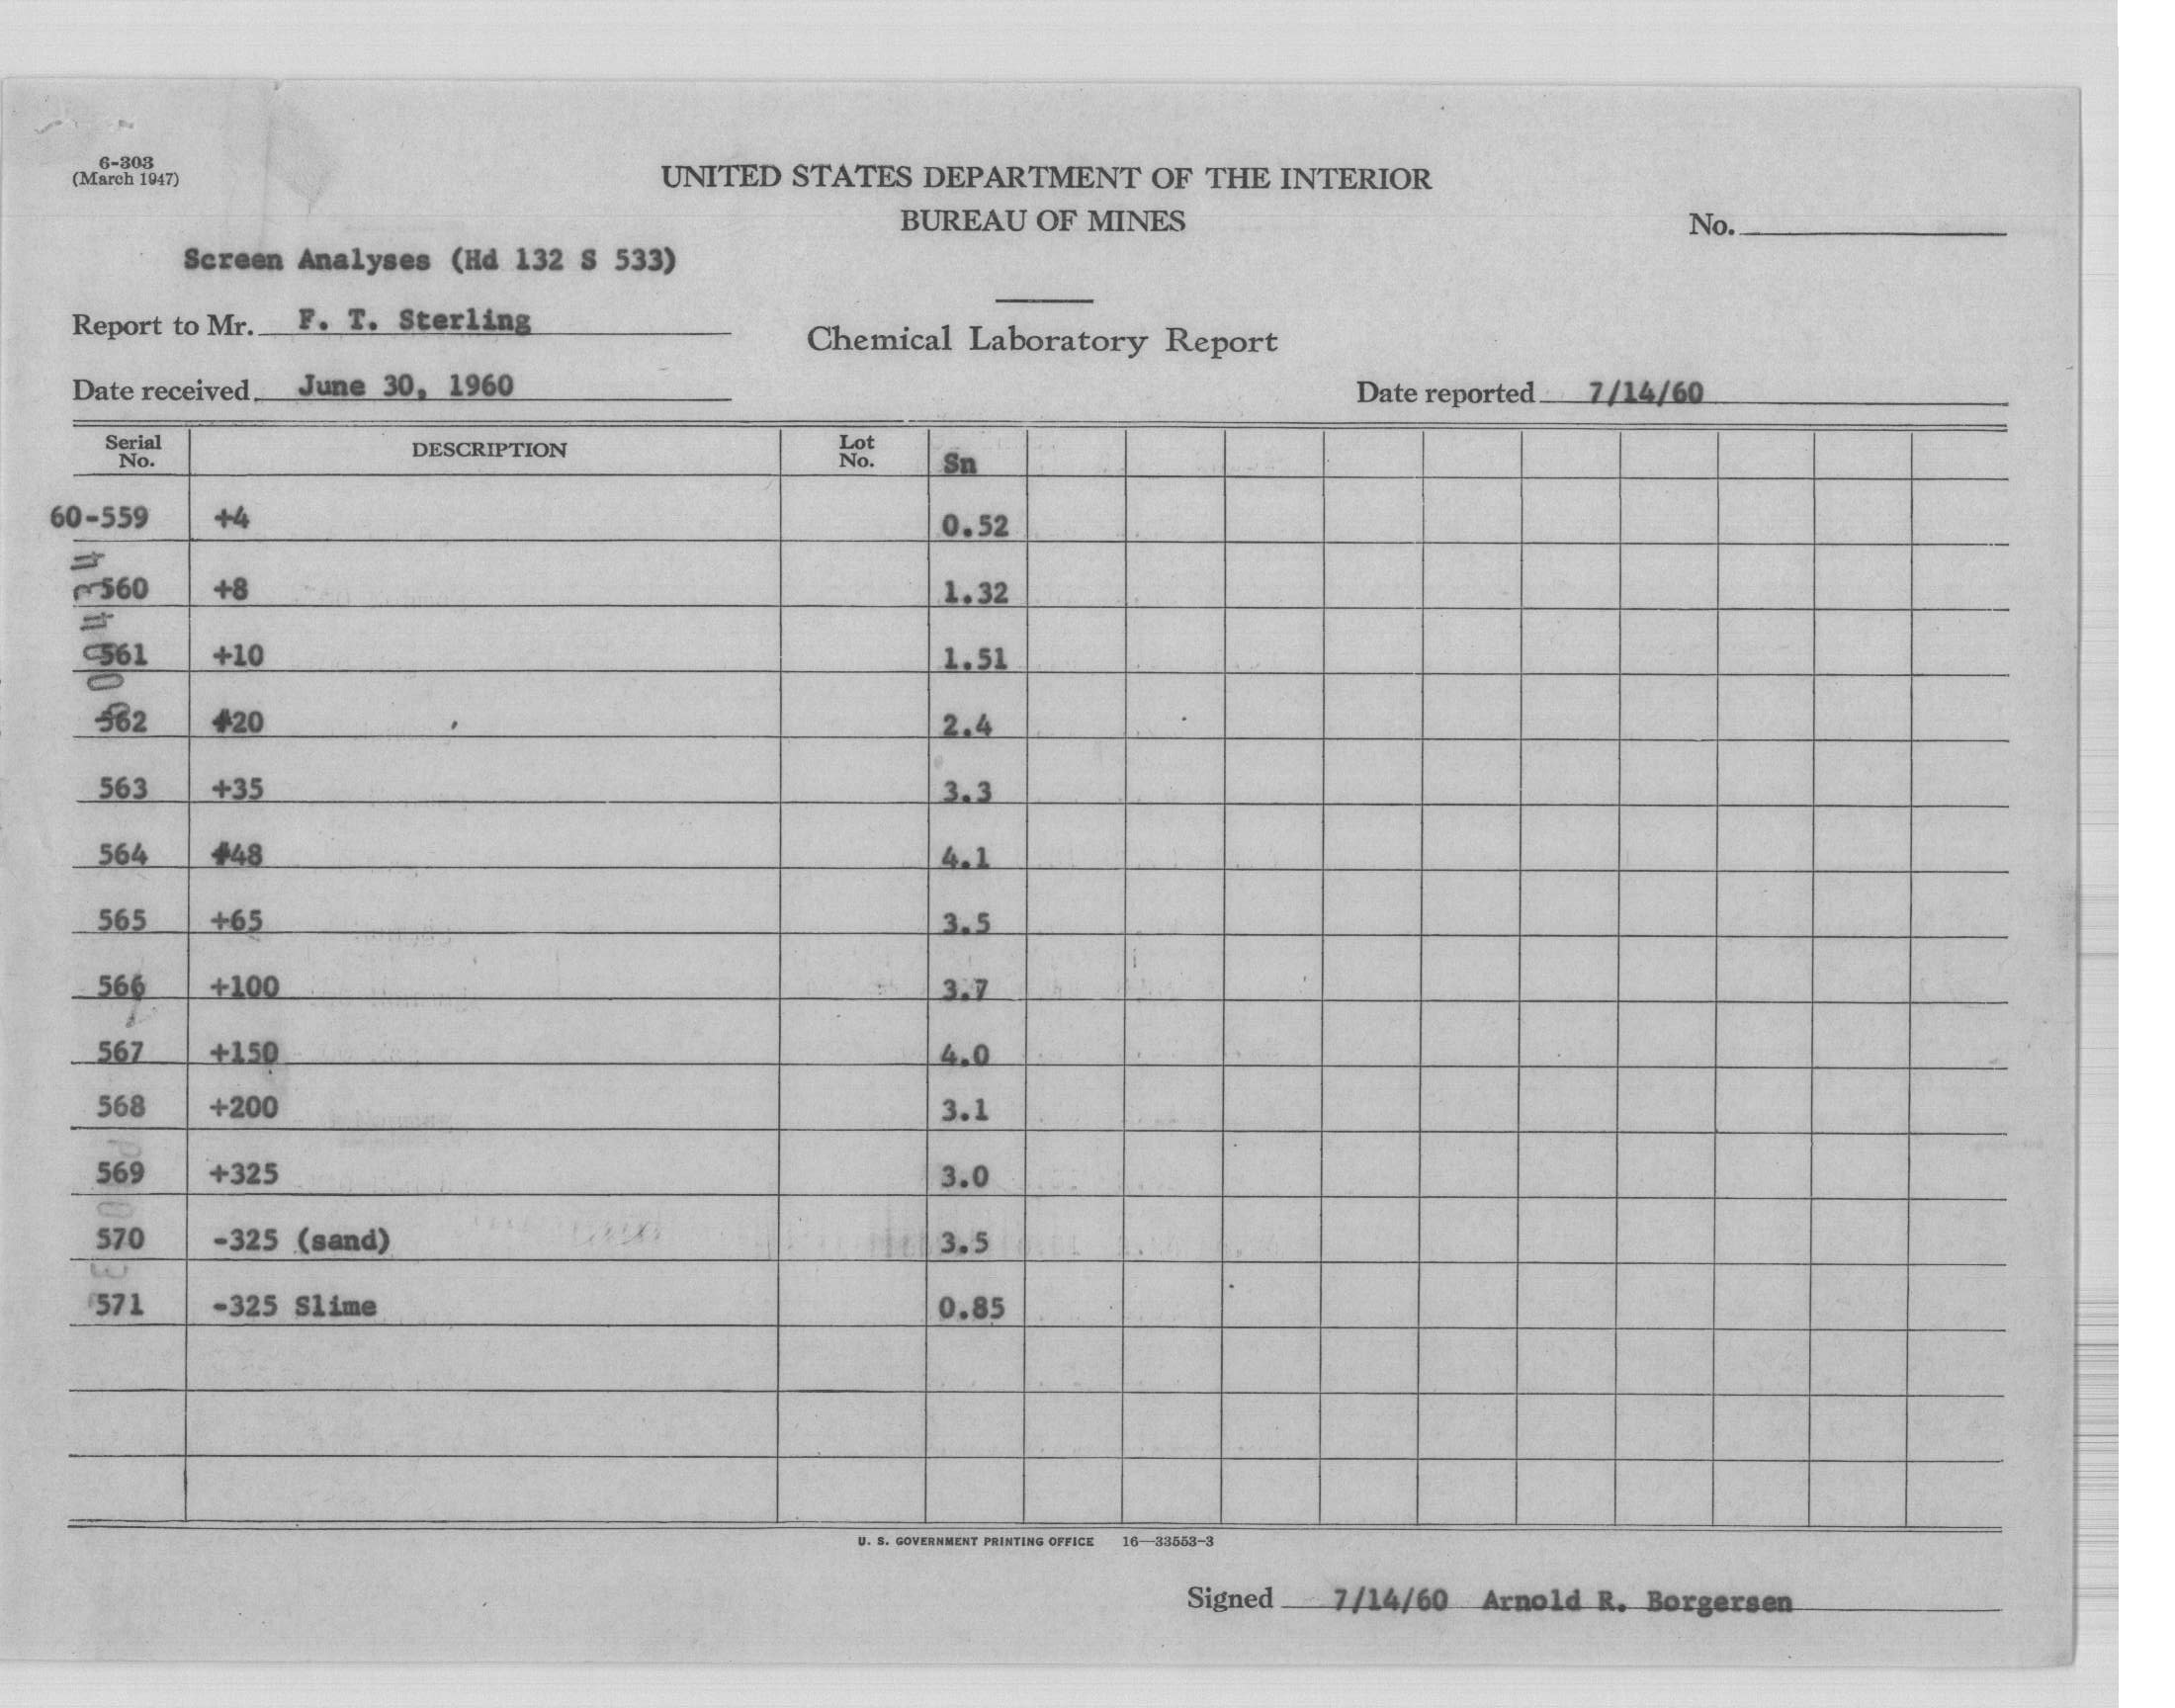 6-303
(March 1947)
UNITED STATES DEPARTMENT OF THE INTERIOR
BUREAU OF MINES
No.
Screen Analyses (Hd 132 S 533)
Report to Mr. F. T. Sterling
Chemical Laboratory Report
Date received June 30, 1960
Date reported 7/14/60
Serial No. DESCRIPTION Lot No. Sn
60-559 +4 0.52
560 +8 1.32
561 +10 1.51
562 +20 2.4
563 +35 3.3
564 +48 4.1
565 +65 3.5
566 +100 3.7
567 +150 4.0
568 +200 3.1
569 +325 3.0
570 -325 (sand) 3.5
571 -325 Slime 0.85
U. S. GOVERNMENT PRINTING OFFICE 16—33553-3
Signed 7/14/60 Arnold R. Borgersen